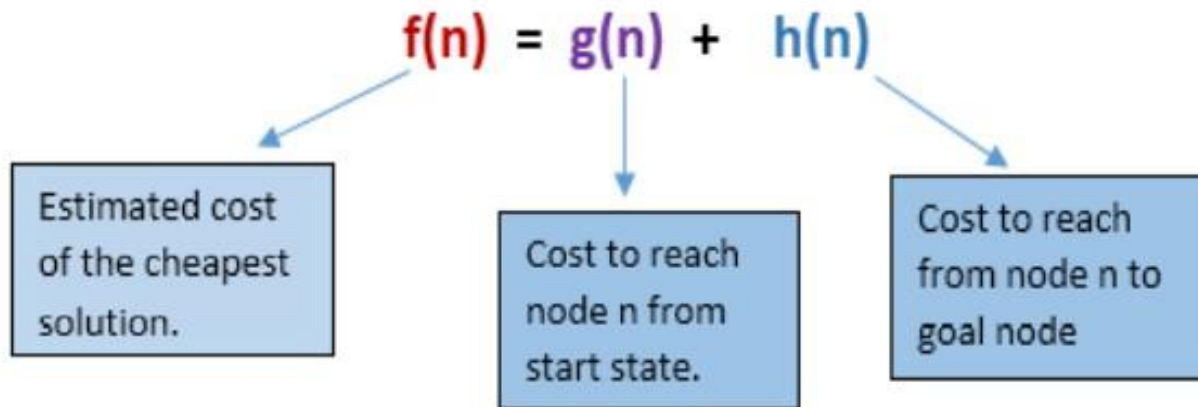 f(n) = g(n) + h(n)
Estimated cost
of the cheapest
solution.
Cost to reach
node n from
start state.
Cost to reach
from node n to
goal node